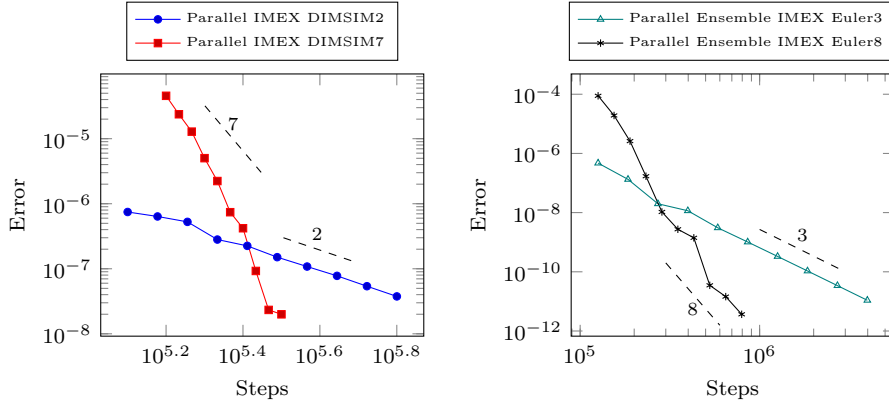 Parallel IMEX DIMSIM2
Parallel IMEX DIMSIM7
10^5.2 10^5.4 10^5.6 10^5.8
10^-8
10^-7
10^-6
10^-5
7
2
Steps
Error
Parallel Ensemble IMEX Euler3
Parallel Ensemble IMEX Euler8
10^5 10^6
10^-12
10^-10
10^-8
10^-6
10^-4
3
8
Steps
Error